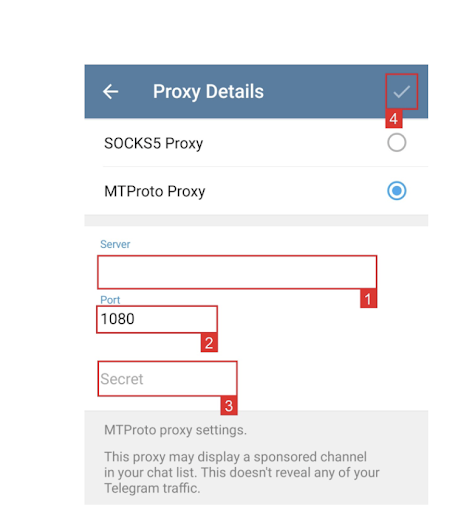 Proxy Details
4
SOCKS5 Proxy
MTProto Proxy
Server
1
Port
1080
2
Secret
3
MTProto proxy settings.
This proxy may display a sponsored channel
in your chat list. This doesn't reveal any of your
Telegram traffic.